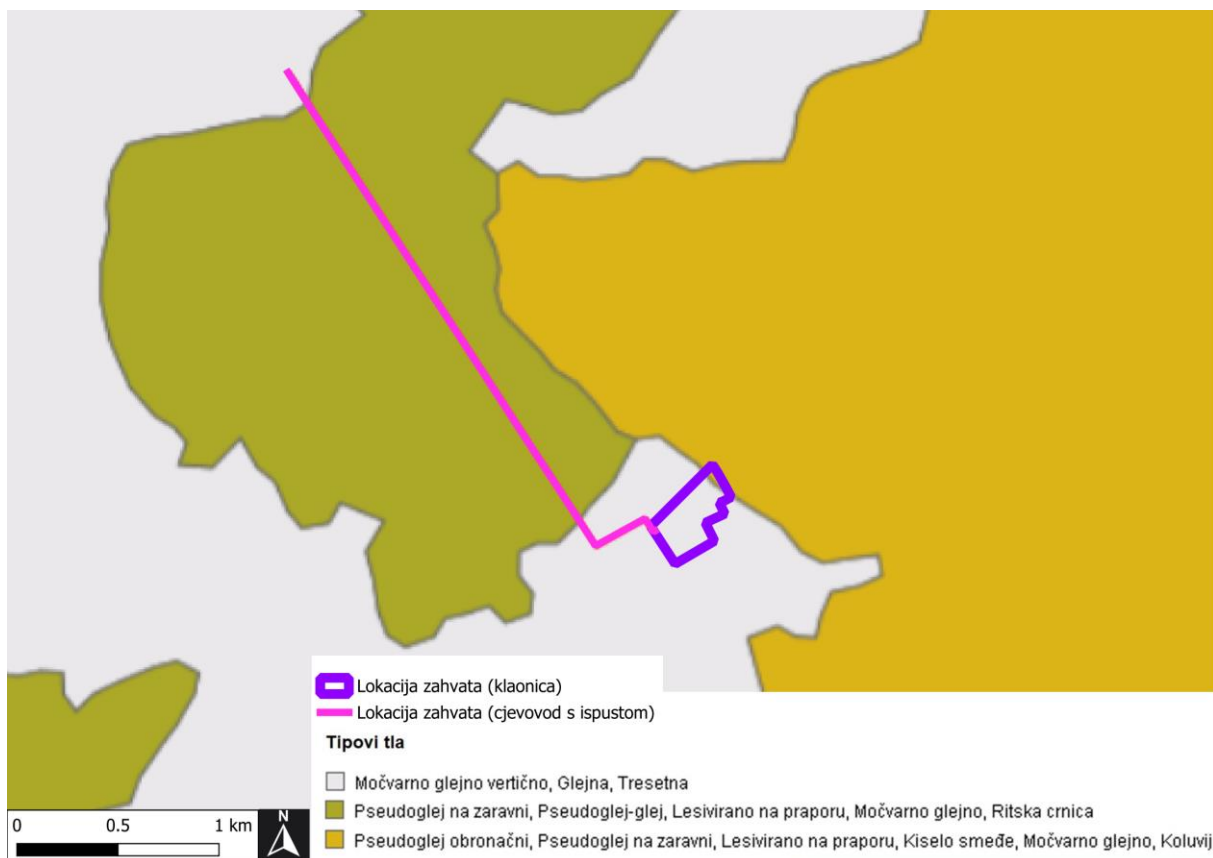 Lokacija zahvata (klaonica)
Lokacija zahvata (cjevovod s ispustom)
Tipovi tla
Močvarno glejno vertično, Glejna, Tresetna
Pseudoglej na zaravni, Pseudoglej-glej, Lesivirano na praporu, Močvarno glejno, Ritska crnica
Pseudoglej obronačni, Pseudoglej na zaravni, Lesivirano na praporu, Kiselo smeđe, Močvarno glejno, Koluvij
0 0.5 1 km
N